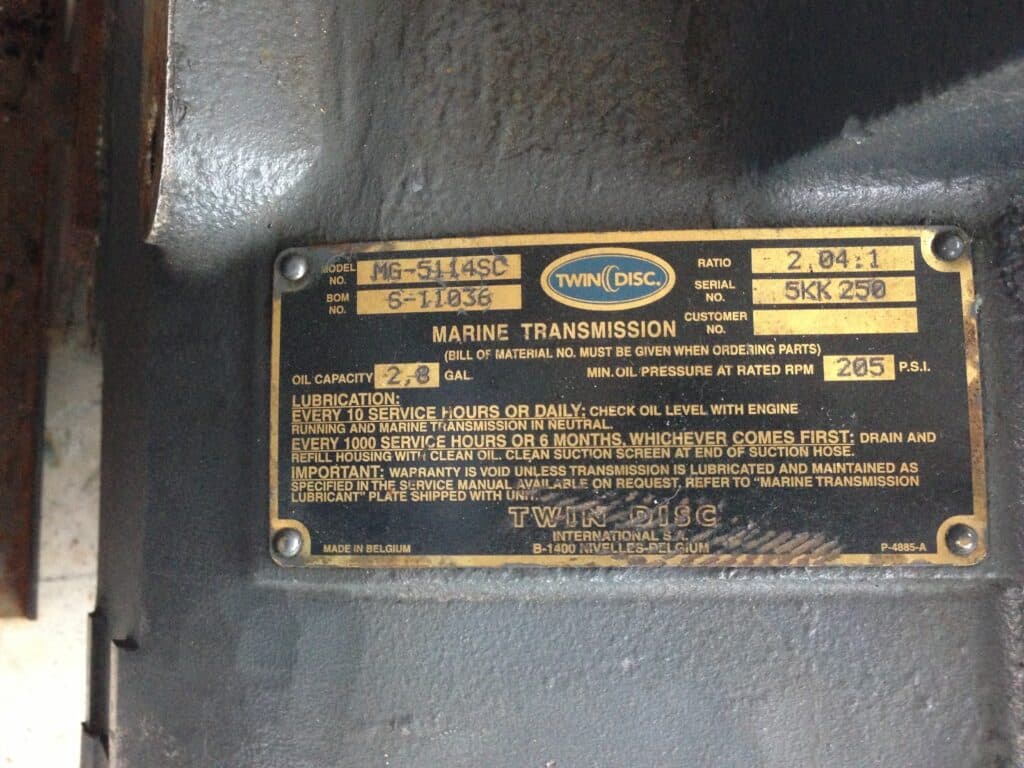 MODEL NO. MG-5114SC
TWIN DISC.
RATIO 2,04:1
BOM NO. 6-11036
SERIAL NO. 5KK 250
CUSTOMER NO.
MARINE TRANSMISSION
(BILL OF MATERIAL NO. MUST BE GIVEN WHEN ORDERING PARTS)
OIL CAPACITY 2,8 GAL. MIN. OIL PRESSURE AT RATED RPM 205 P.S.I.
LUBRICATION:
EVERY 10 SERVICE HOURS OR DAILY: CHECK OIL LEVEL WITH ENGINE
RUNNING AND MARINE TRANSMISSION IN NEUTRAL.
EVERY 1000 SERVICE HOURS OR 6 MONTHS, WHICHEVER COMES FIRST: DRAIN AND
REFILL HOUSING WITH CLEAN OIL. CLEAN SUCTION SCREEN AT END OF SUCTION HOSE.
IMPORTANT: WARRANTY IS VOID UNLESS TRANSMISSION IS LUBRICATED AND MAINTAINED AS
SPECIFIED IN THE SERVICE MANUAL AVAILABLE ON REQUEST. REFER TO "MARINE TRANSMISSION
LUBRICANT" PLATE SHIPPED WITH UNIT.
TWIN DISC
INTERNATIONAL S.A.
MADE IN BELGIUM B-1400 NIVELLES-BELGIUM P-4885-A